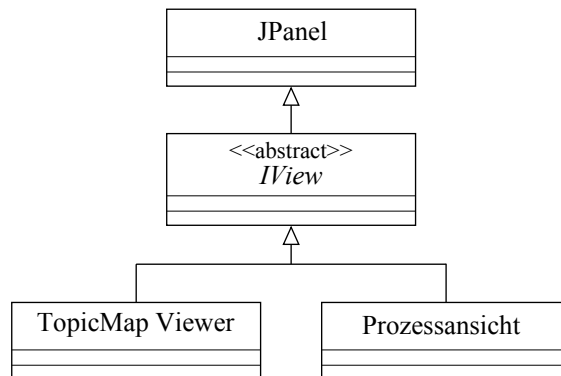 JPanel
<<abstract>>
IView
TopicMap Viewer
Prozessansicht